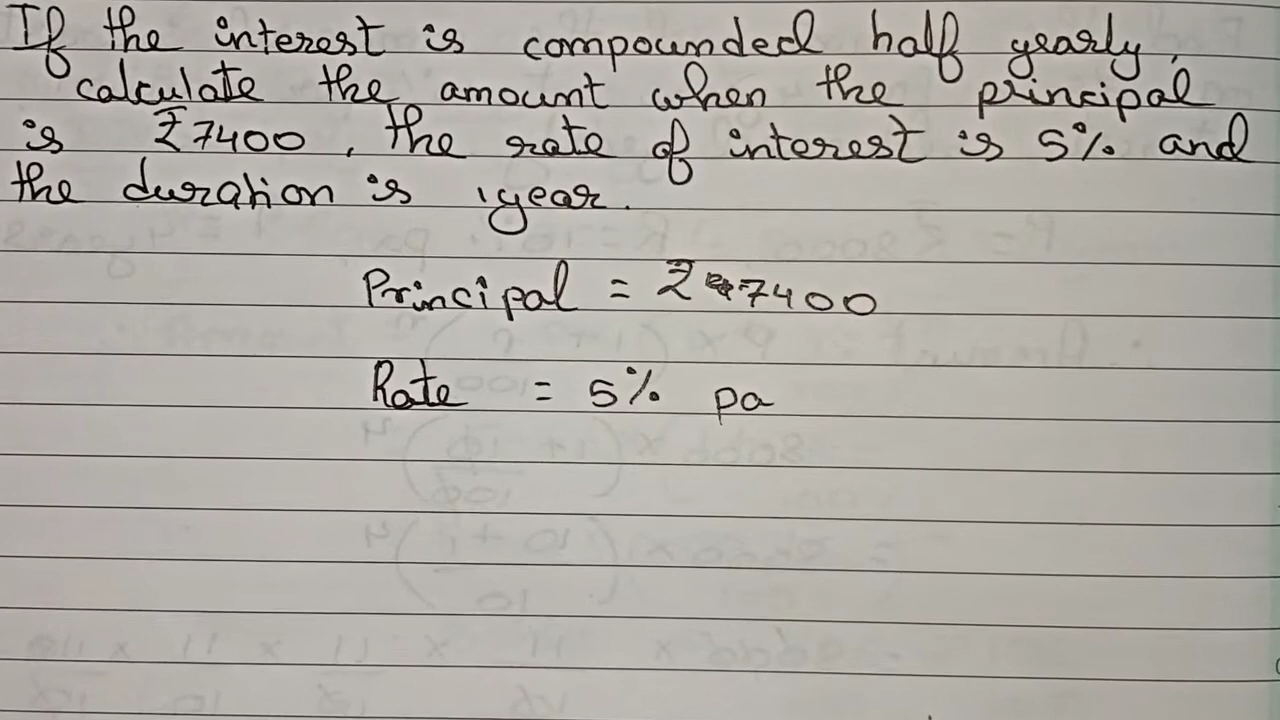 If the interest is compounded half yearly,
calculate the amount when the principal
is ₹7400, the rate of interest is 5% and
the duration is 1year.
Principal = ₹ 7400
Rate = 5% pa